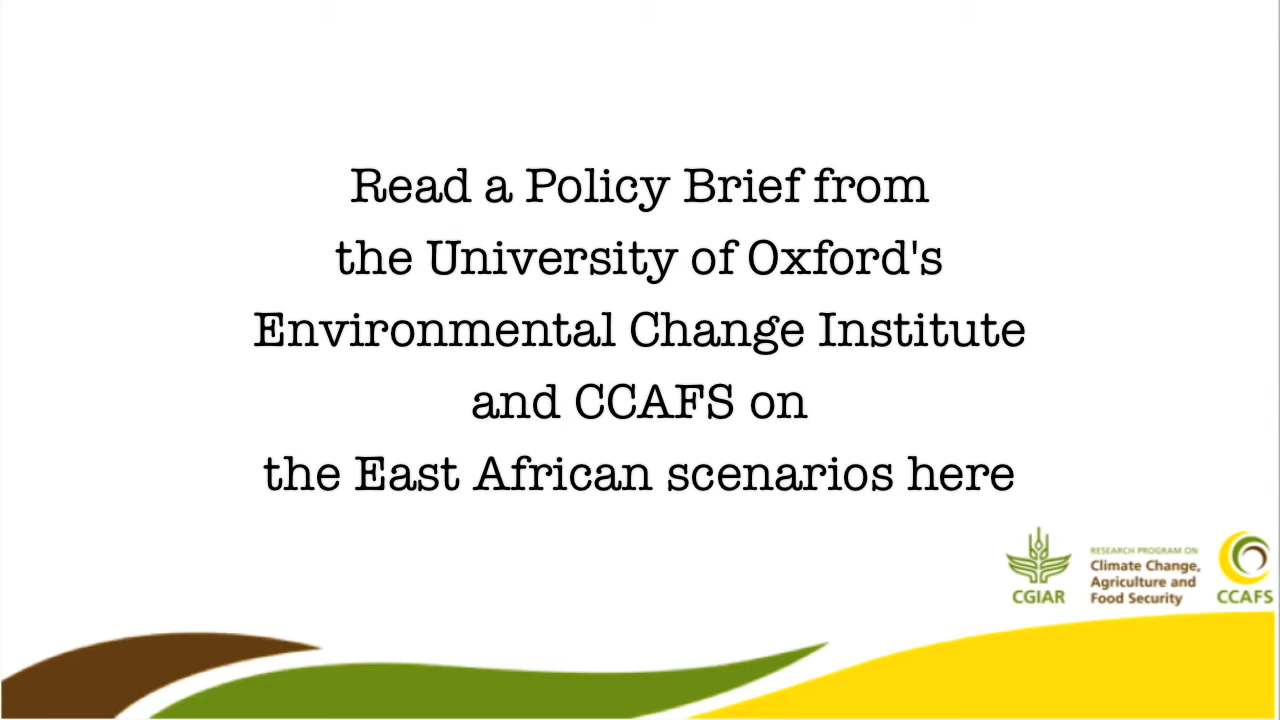 Read a Policy Brief from
the University of Oxford's
Environmental Change Institute
and CCAFS on
the East African scenarios here
CGIAR
RESEARCH PROGRAM ON
Climate Change,
Agriculture and
Food Security
CCAFS